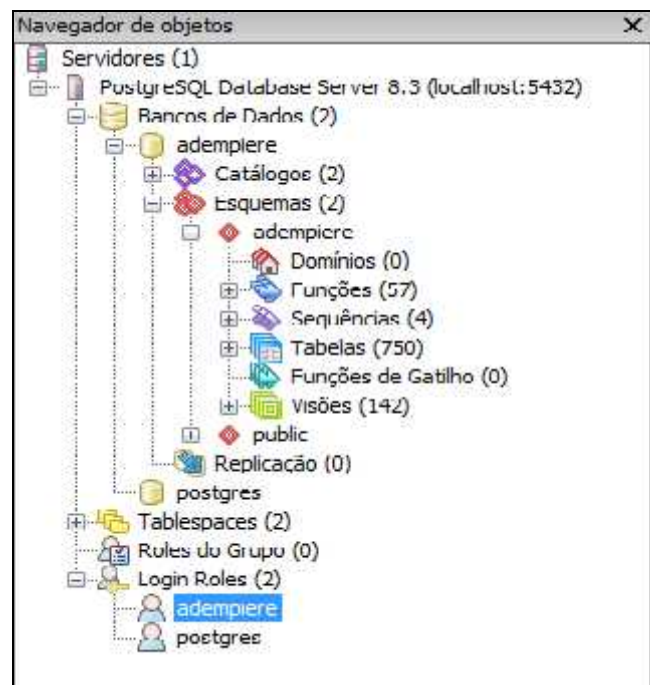 Navegador de objetos
Servidores (1)
PostgreSQL Database Server 8.3 (localhost:5432)
Bancos de Dados (2)
adempiere
Catálogos (2)
Esquemas (2)
adempiere
Domínios (0)
Funções (57)
Sequências (4)
Tabelas (750)
Funções de Gatilho (0)
Visões (142)
public
Replicação (0)
postgres
Tablespaces (2)
Roles do Grupo (0)
Login Roles (2)
adempiere
postgres